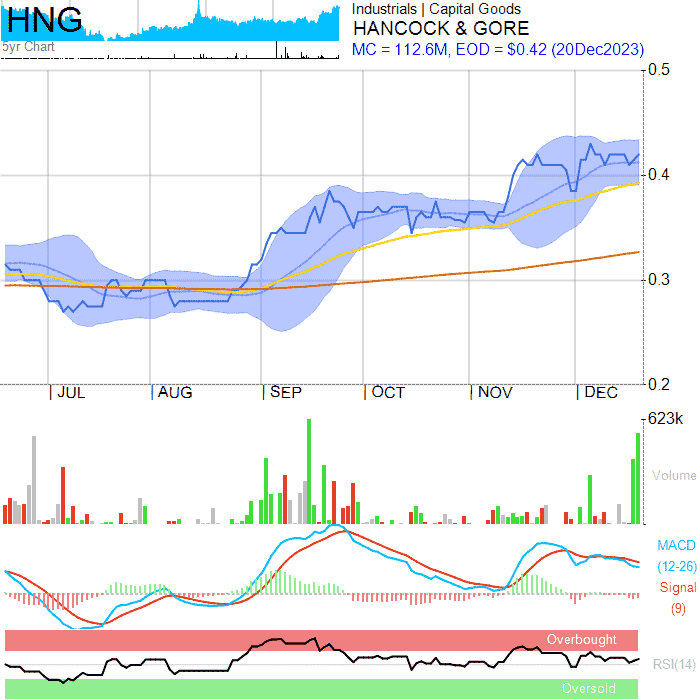 HNG
5yr Chart
Industrials | Capital Goods
HANCOCK & GORE
MC = 112.6M, EOD = $0.42 (20Dec2023)
0.5
0.4
0.3
0.2
| JUL | AUG | SEP | OCT | NOV | DEC
623k
Volume
MACD
(12-26)
Signal
(9)
Overbought
RSI(14)
Oversold